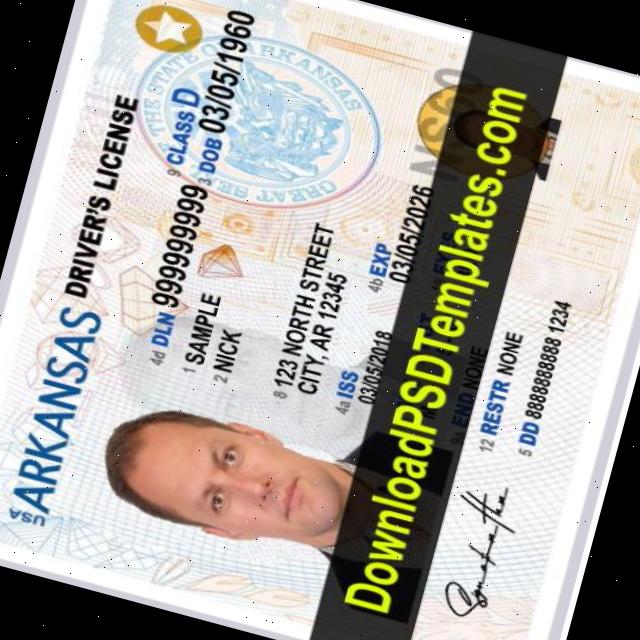 USA
ARKANSAS DRIVER'S LICENSE
4d DLN 9999999999 9 CLASS D
3 DOB 03/05/1960
1 SAMPLE
2 NICK
8 123 NORTH STREET
CITY, AR 12345
4a ISS
03/05/2018
4b EXP
03/05/2026
9a END NONE
12 RESTR NONE
5 DD 8888888888 1234
DownloadPSDTemplates.com
THE STATE OF ARKANSAS
GREAT SEAL